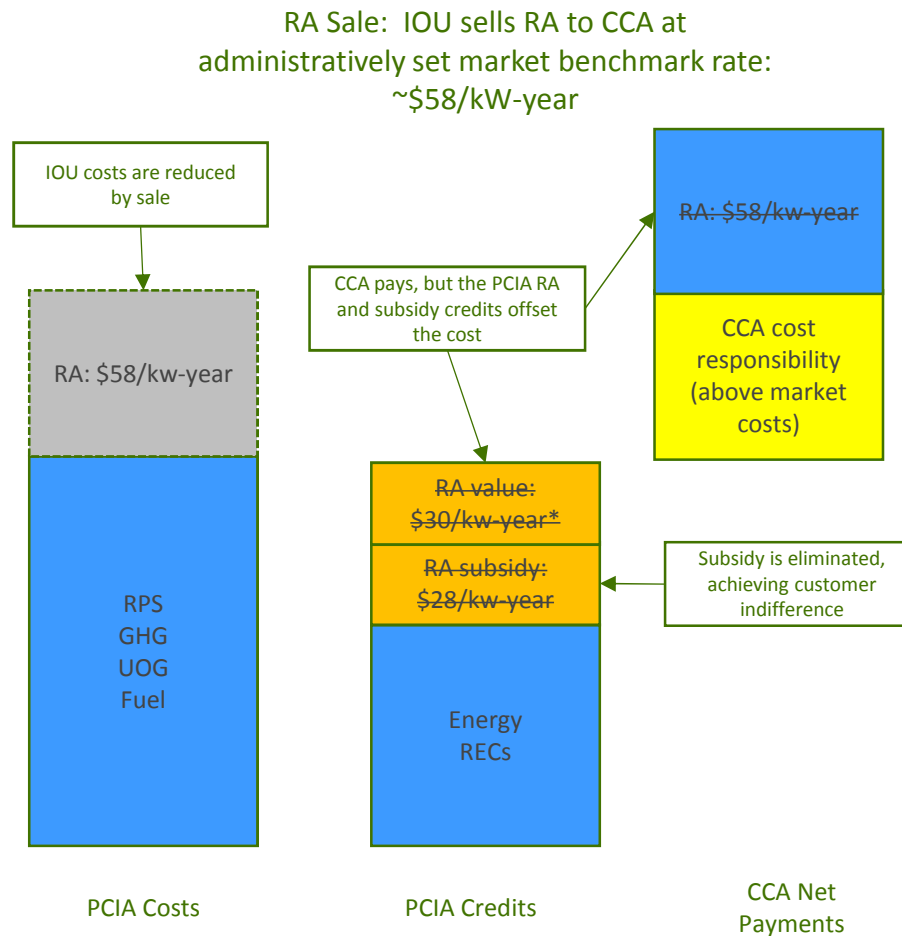 RA Sale:  IOU sells RA to CCA at
administratively set market benchmark rate:
~$58/kW-year
IOU costs are reduced
by sale
RA: $58/kw-year
CCA pays, but the PCIA RA
and subsidy credits offset
the cost
RA: $58/kw-year
CCA cost
responsibility
(above market
costs)
RA value:
$30/kw-year*
RA subsidy:
$28/kw-year
Subsidy is eliminated,
achieving customer
indifference
RPS
GHG
UOG
Fuel
Energy
RECs
PCIA Costs
PCIA Credits
CCA Net
Payments